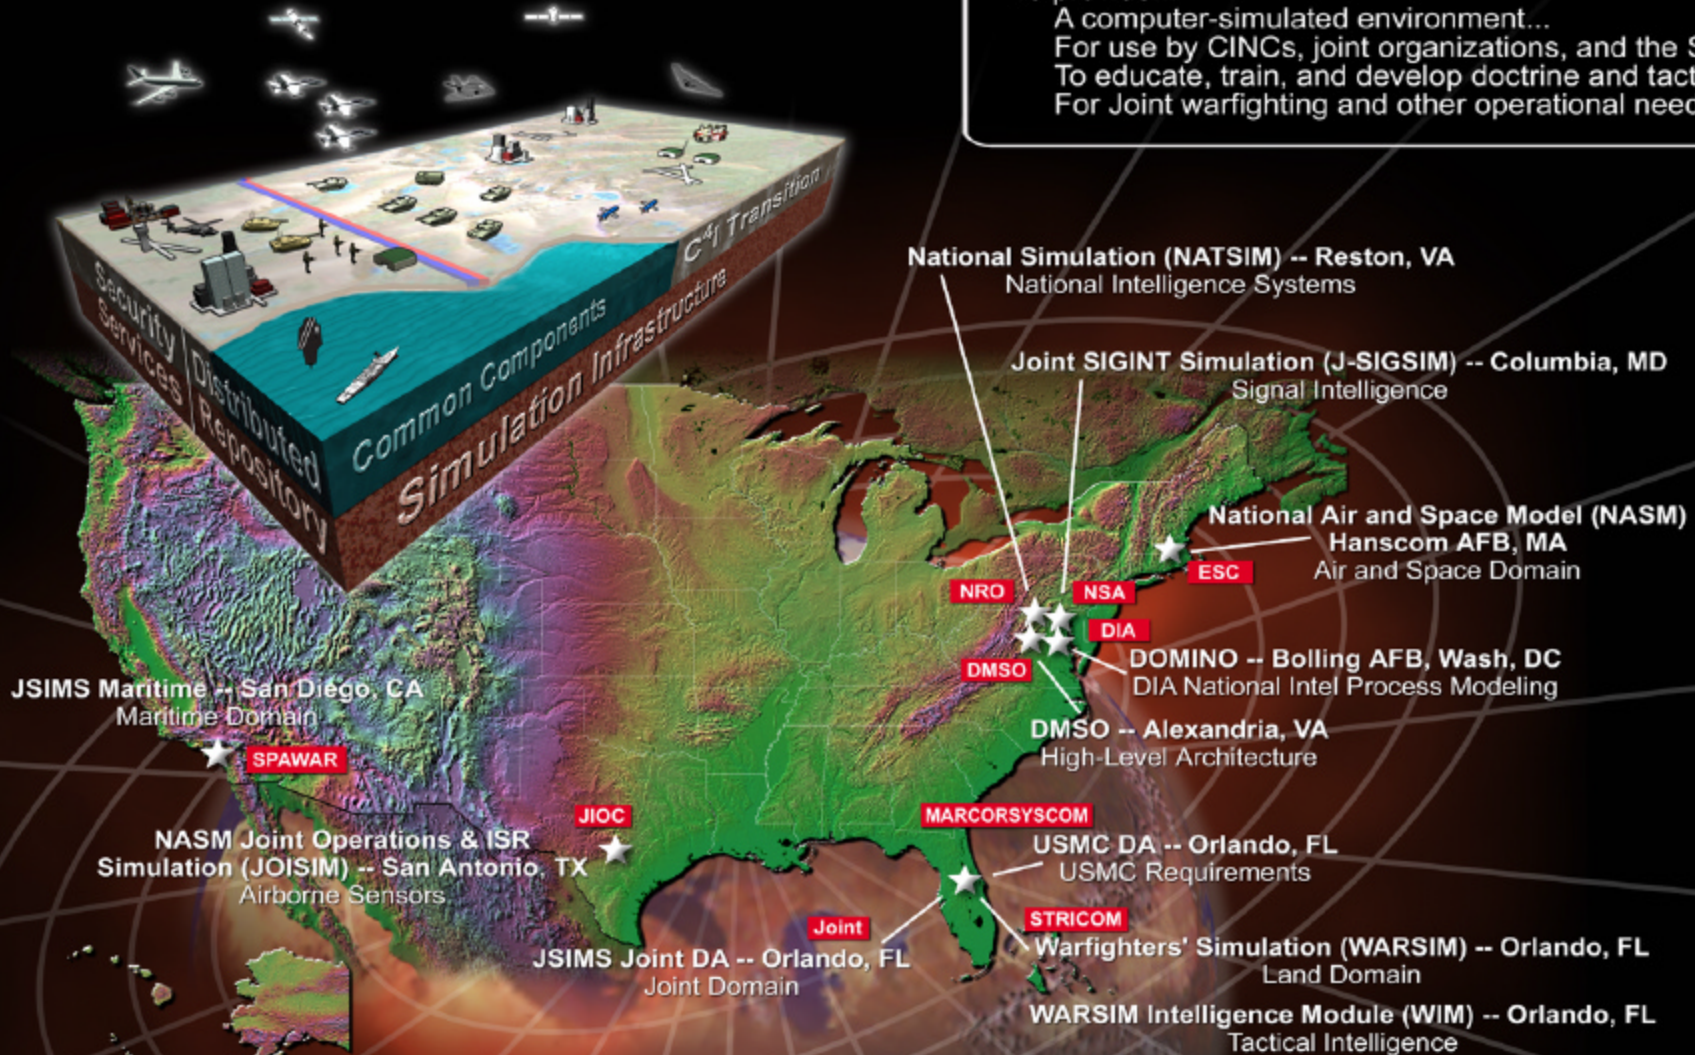 A computer-simulated environment...
For use by CINCs, joint organizations, and the
To educate, train, and develop doctrine and
For Joint warfighting and other operational
Security
Services
Distributed
Repository
Common Components
C⁴I Transition
Simulation Infrastructure
National Simulation (NATSIM) -- Reston, VA
National Intelligence Systems
Joint SIGINT Simulation (J-SIGSIM) -- Columbia, MD
Signal Intelligence
National Air and Space Model (NASM)
Hanscom AFB, MA
Air and Space Domain
ESC
NRO
NSA
DIA
DMSO
DOMINO -- Bolling AFB, Wash, DC
DIA National Intel Process Modeling
DMSO -- Alexandria, VA
High-Level Architecture
JSIMS Maritime -- San Diego, CA
Maritime Domain
SPAWAR
JIOC
NASM Joint Operations & ISR
Simulation (JOISIM) -- San Antonio, TX
Airborne Sensors
MARCORSYSCOM
USMC DA -- Orlando, FL
USMC Requirements
Joint
JSIMS Joint DA -- Orlando, FL
Joint Domain
STRICOM
Warfighters' Simulation (WARSIM) -- Orlando, FL
Land Domain
WARSIM Intelligence Module (WIM) -- Orlando, FL
Tactical Intelligence